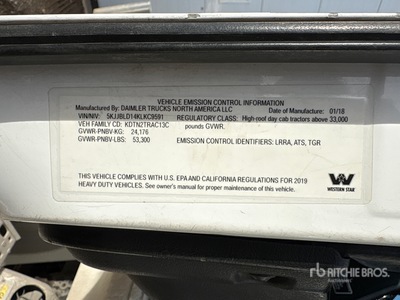 VEHICLE EMISSION CONTROL INFORMATION
Manufactured By: DAIMLER TRUCKS NORTH AMERICA LLC Date of Manufacture: 01/18
VIN/NIV: 5KJJBLD14KLKC9591 REGULATORY CLASS: High-roof day cab tractors above 33,000
VEH FAMILY CD: KDTN2TRAC13C pounds GVWR.
GVWR-PNBV-KG: 24,176
GVWR-PNBV-LBS: 53,300 EMISSION CONTROL IDENTIFIERS: LRRA, ATS, TGR
THIS VEHICLE COMPLIES WITH U.S. EPA AND CALIFORNIA REGULATIONS FOR 2019
HEAVY DUTY VEHICLES. See owner's manual for proper maintenance of this vehicle.
WESTERN STAR
rb RITCHIE BROS.
Auctioneers